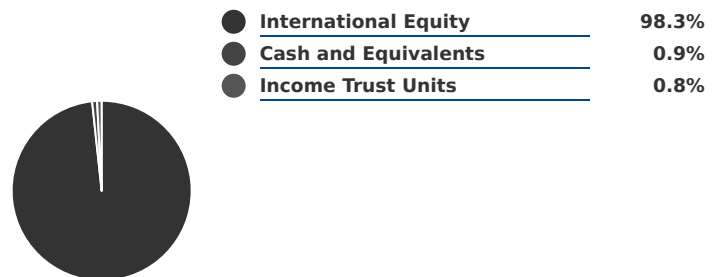 International Equity 98.3%
Cash and Equivalents 0.9%
Income Trust Units 0.8%